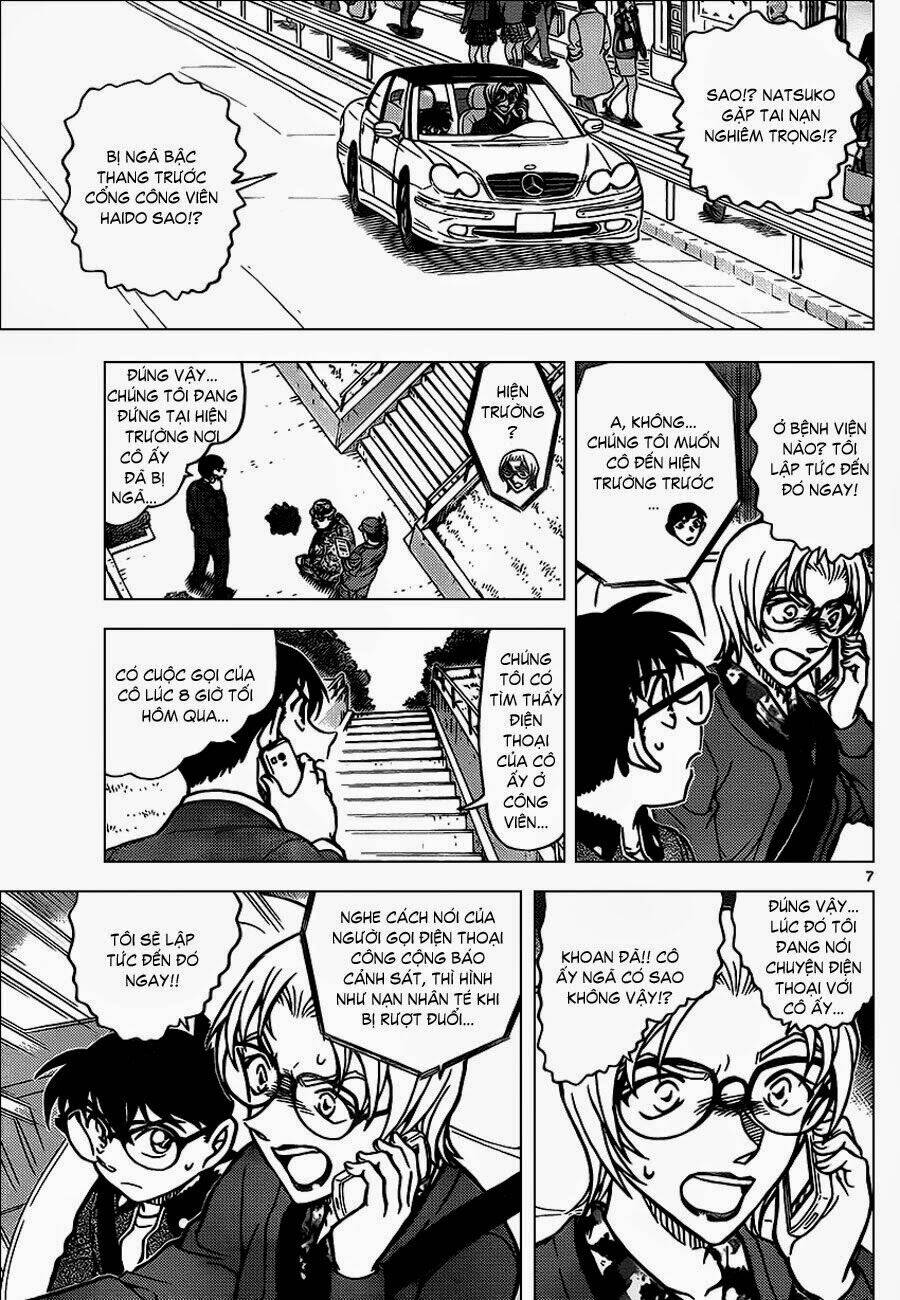 SAO!? NATSUKO
GẶP TAI NẠN
NGHIÊM TRỌNG!?
BỊ NGÃ BẬC
THANG TRƯỚC
CỔNG CÔNG VIÊN
HAIDO SAO!?
Ở BỆNH VIỆN
NÀO? TÔI
LẬP TỨC ĐẾN
ĐÓ NGAY!
A, KHÔNG...
CHÚNG TÔI MUỐN
CÔ ĐẾN HIỆN
TRƯỜNG TRƯỚC
...
HIỆN
TRƯỜNG
?
ĐÚNG VẬY...
CHÚNG TÔI ĐANG
ĐỨNG TẠI HIỆN
TRƯỜNG NƠI
CÔ ẤY
ĐÃ BỊ
NGÃ...
CHÚNG
TÔI CÓ
TÌM THẤY
ĐIỆN
THOẠI
CỦA CÔ
ẤY Ở
CÔNG
VIÊN...
CÓ CUỘC GỌI CỦA
CÔ LÚC 8 GIỜ TỐI
HÔM QUA...
7
ĐÚNG VẬY...
LÚC ĐÓ TÔI
ĐANG NÓI
CHUYỆN ĐIỆN
THOẠI VỚI
CÔ ẤY...
KHOAN ĐÃ!! CÔ
ẤY NGÃ CÓ SAO
KHÔNG VẬY!?
NGHE CÁCH NÓI CỦA
NGƯỜI GỌI ĐIỆN THOẠI
CÔNG CỘNG BÁO
CẢNH SÁT, THÌ HÌNH
NHƯ NẠN NHÂN TÉ KHI
BỊ RƯỢT ĐUỔI...
TÔI SẼ LẬP
TỨC ĐẾN ĐÓ
NGAY!!